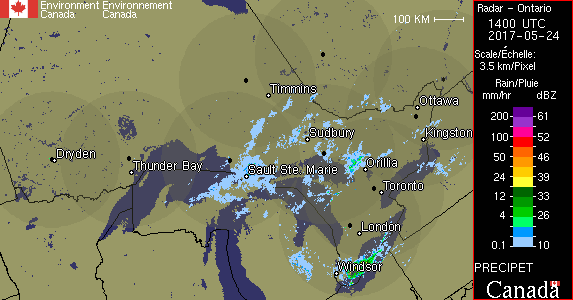 Environment Environnement
Canada Canada
100 KM
Timmins
Ottawa
Sudbury
Kingston
Dryden
Thunder Bay
Sault Ste. Marie
Orillia
Toronto
London
Windsor
Radar - Ontario
1400 UTC
2017-05-24
Scale/Échelle:
3.5 km/Pixel
Rain/Pluie
mm/hr dBZ
200 61
100 52
50 46
24 39
12 33
4 26
0.1 10
PRECIPET
Canada